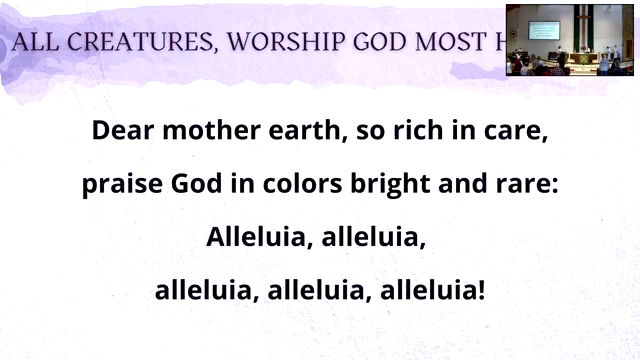 ALL CREATURES, WORSHIP GOD MOST
Dear mother earth, so rich in care,
praise God in colors bright and rare:
Alleluia, alleluia,
alleluia, alleluia, alleluia!